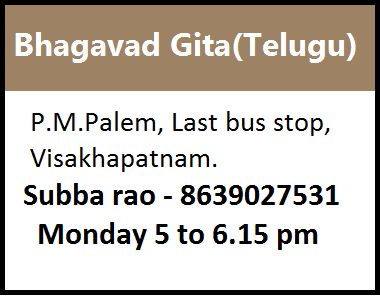 Bhagavad Gita(Telugu)
P.M.Palem, Last bus stop,
Visakhapatnam.
Subba rao - 8639027531
Monday 5 to 6.15 pm